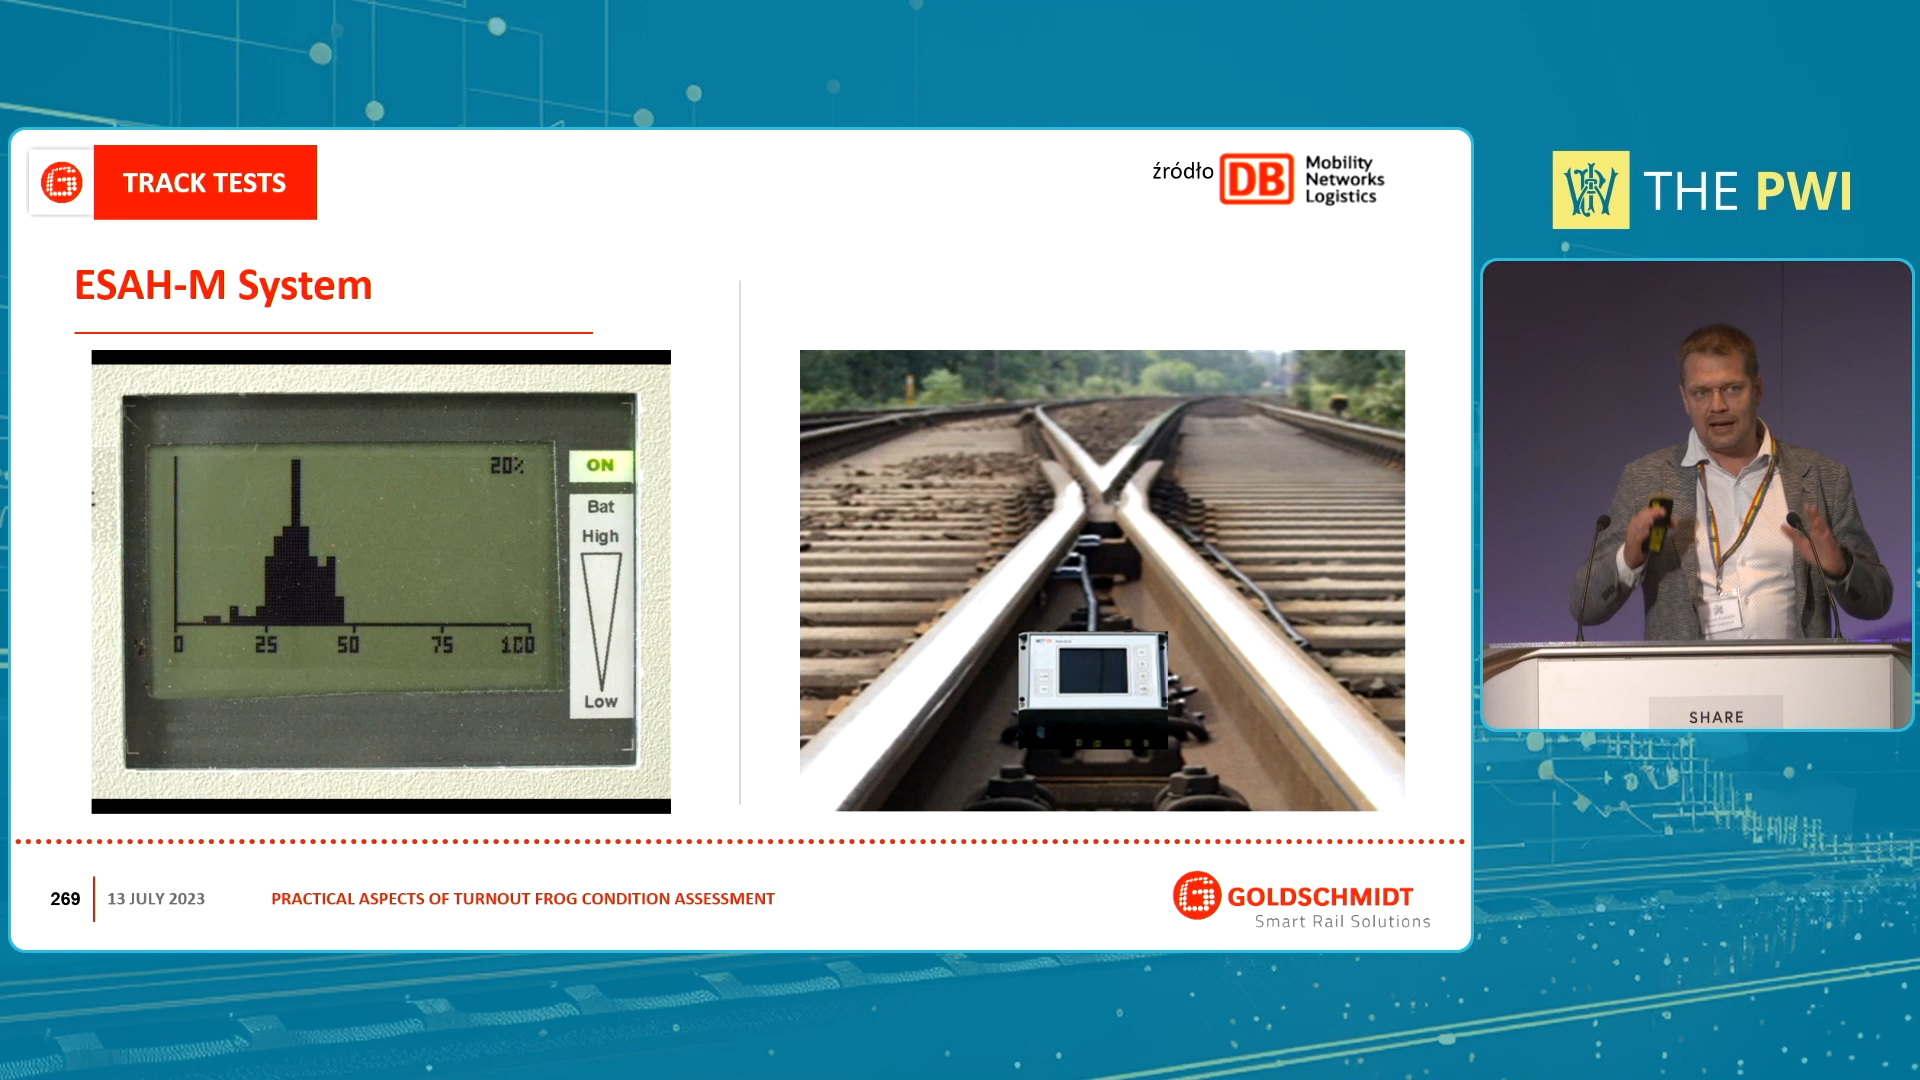 TRACK TESTS
źródło
DB
Mobility
Networks
Logistics
THE PWI
ESAH-M System
20%
ON
Bat
High
Low
0 25 50 75 100
SHARE
269
13 JULY 2023
PRACTICAL ASPECTS OF TURNOUT FROG CONDITION ASSESSMENT
GOLDSCHMIDT
Smart Rail Solutions